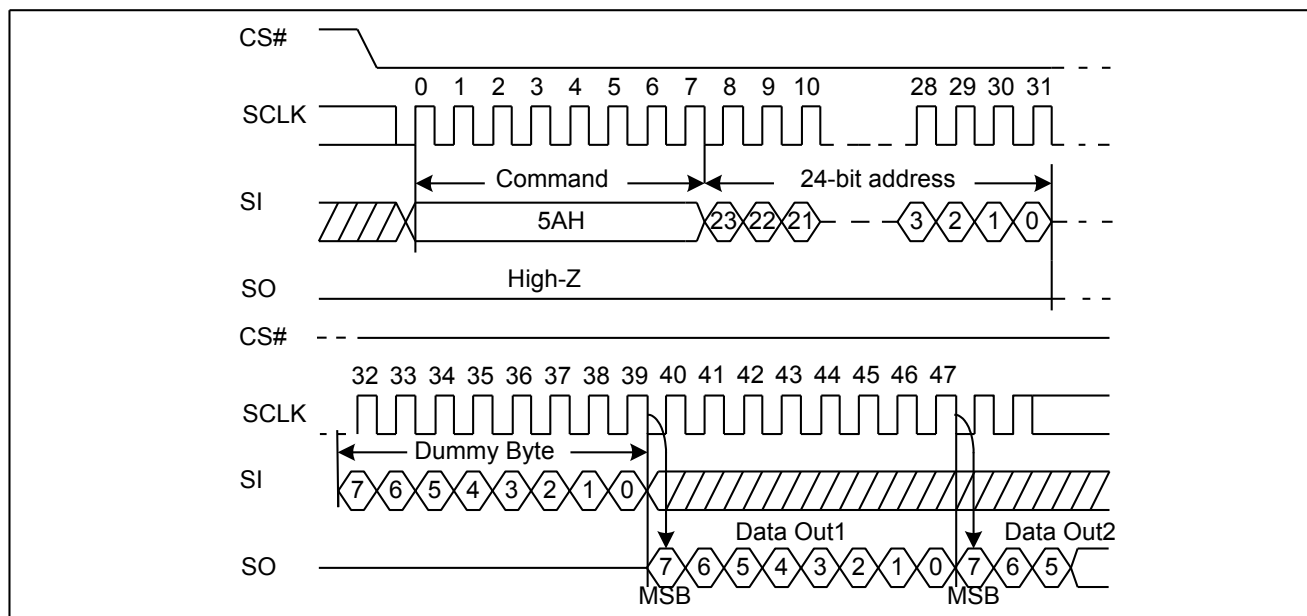 CS#
0 1 2 3 4 5 6 7 8 9 10 28 29 30 31
SCLK
Command 24-bit address
SI
5AH 23 22 21 3 2 1 0
High-Z
SO
CS#
32 33 34 35 36 37 38 39 40 41 42 43 44 45 46 47
SCLK
Dummy Byte
SI
7 6 5 4 3 2 1 0
Data Out1 Data Out2
SO
7 6 5 4 3 2 1 0 7 6 5
MSB MSB